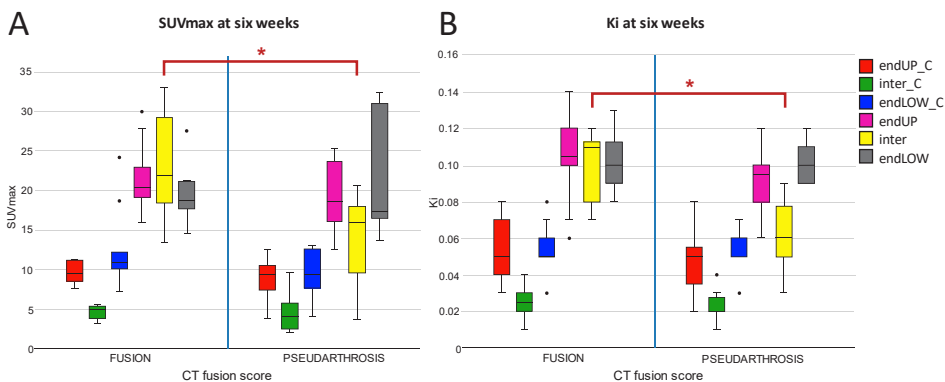 A
SUVmax at six weeks
*
35
30
25
20
15
10
5
0
SUVmax
FUSION
PSEUDARTHROSIS
CT fusion score
B
Ki at six weeks
*
0.16
0.14
0.12
0.10
0.08
0.06
0.04
0.02
0
Ki
FUSION
PSEUDARTHROSIS
CT fusion score
endUP_C
inter_C
endLOW_C
endUP
inter
endLOW